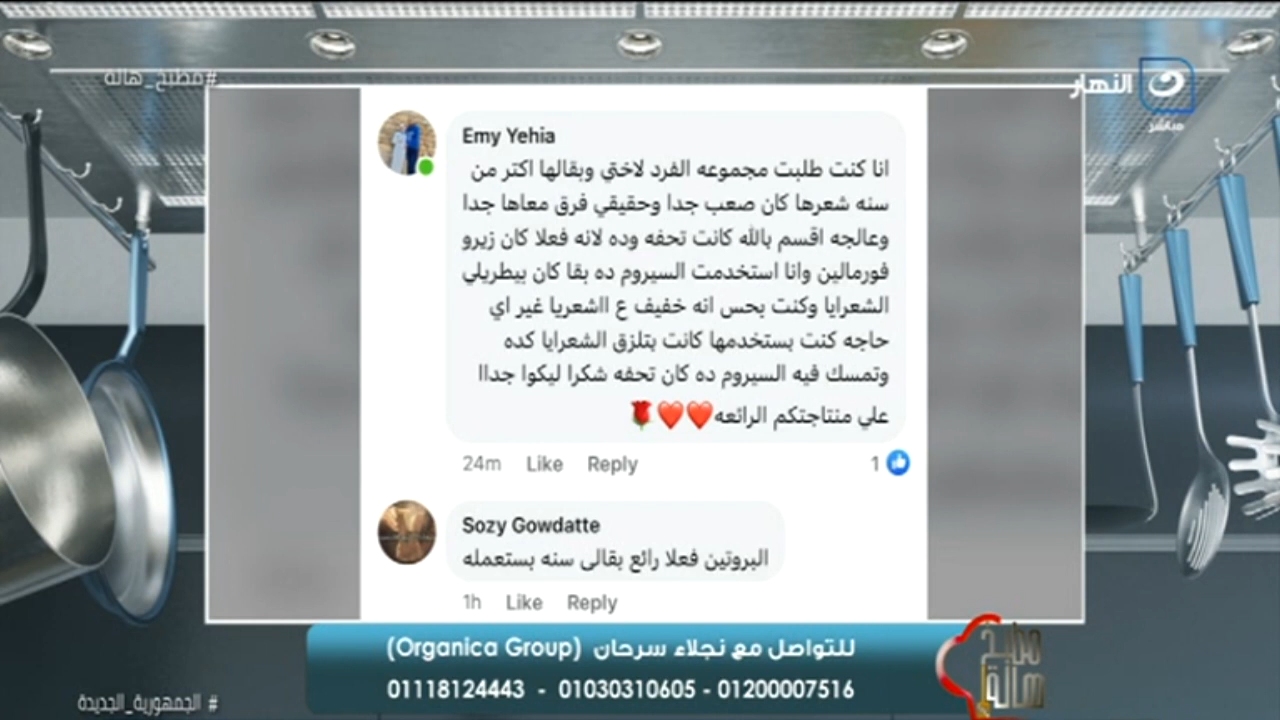 #مطبخ_هالة
النهار
مباشر
Emy Yehia
انا كنت طلبت مجموعه الفرد لاختي وبقالها اكتر من
سنه شعرها كان صعب جدا وحقيقي فرق معاها جدا
وعالجه اقسم بالله كانت تحفه وده لانه فعلا كان زيرو
فورمالين وانا استخدمت السيروم ده بقا كان بيطريلي
الشعرايا وكنت بحس انه خفيف ع ااشعريا غير اي
حاجه كنت بستخدمها كانت بتلزق الشعرايا كده
وتمسك فيه السيروم ده كان تحفه شكرا ليكوا جداا
علي منتاجتكم الرائعه❤️❤️🌹
24m Like Reply 1
Sozy Gowdatte
البروتين فعلا رائع بقالى سنه بستعمله
1h Like Reply
للتواصل مع نجلاء سرحان (Organica Group)
01118124443 - 01030310605 - 01200007516
مطبخ
هالة
# الجمهورية_الجديدة